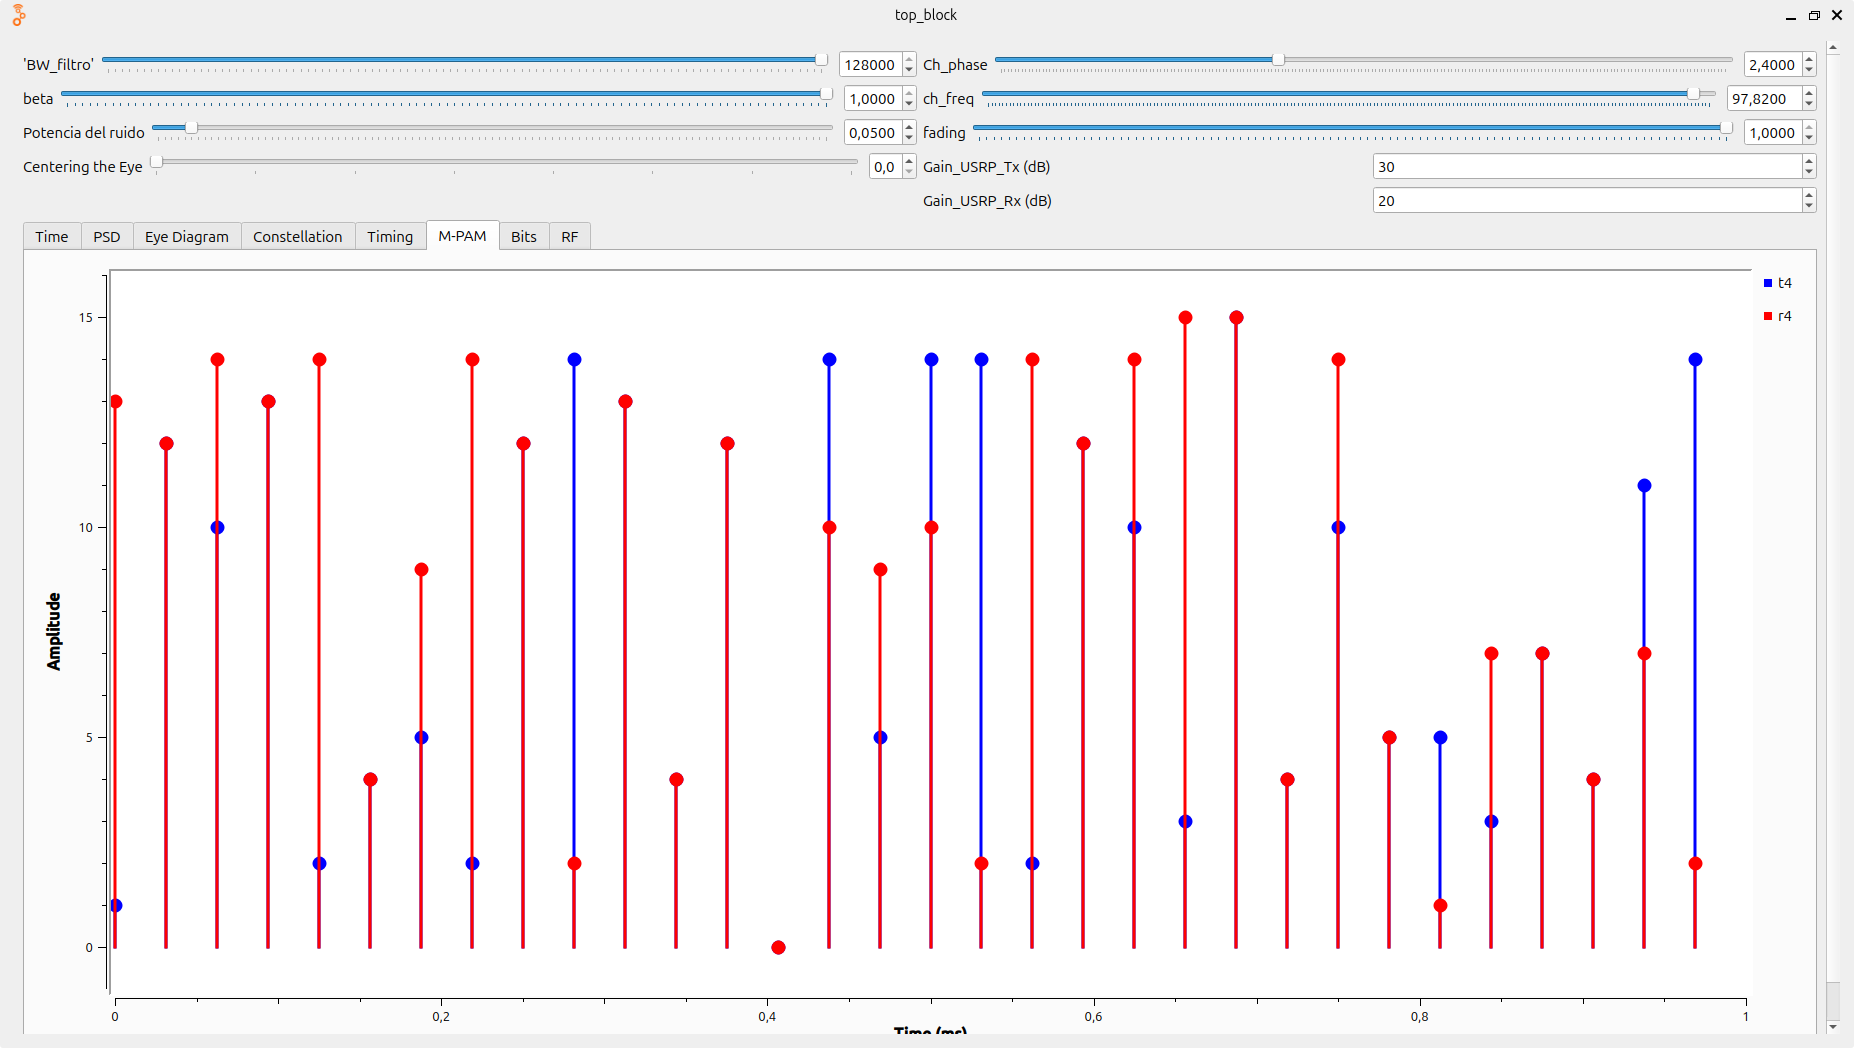 top_block
'BW_filtro' 128000 Ch_phase 2,4000
beta 1,0000 ch_freq 97,8200
Potencia del ruido 0,0500 fading 1,0000
Centering the Eye 0,0 Gain_USRP_Tx (dB) 30
Gain_USRP_Rx (dB) 20
Time PSD Eye Diagram Constellation Timing M-PAM Bits RF
t4
r4
15
10
5
0
Amplitude
0 0,2 0,4 0,6 0,8 1
Time (ms)